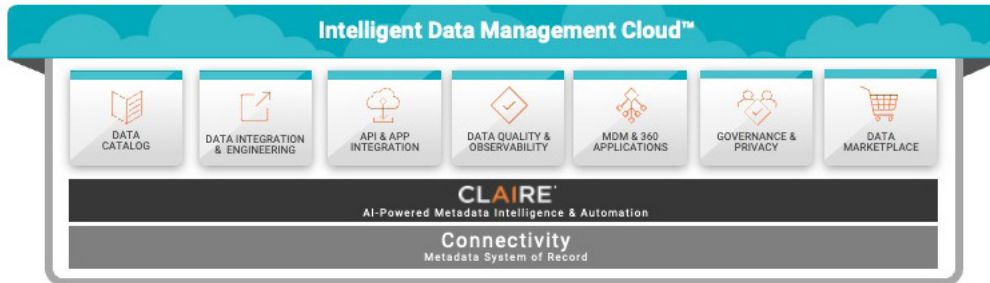 Intelligent Data Management Cloud™
DATA
CATALOG
DATA INTEGRATION
& ENGINEERING
API & APP
INTEGRATION
DATA QUALITY &
OBSERVABILITY
MDM & 360
APPLICATIONS
GOVERNANCE &
PRIVACY
DATA
MARKETPLACE
CLAIRE
AI-Powered Metadata Intelligence & Automation
Connectivity
Metadata System of Record